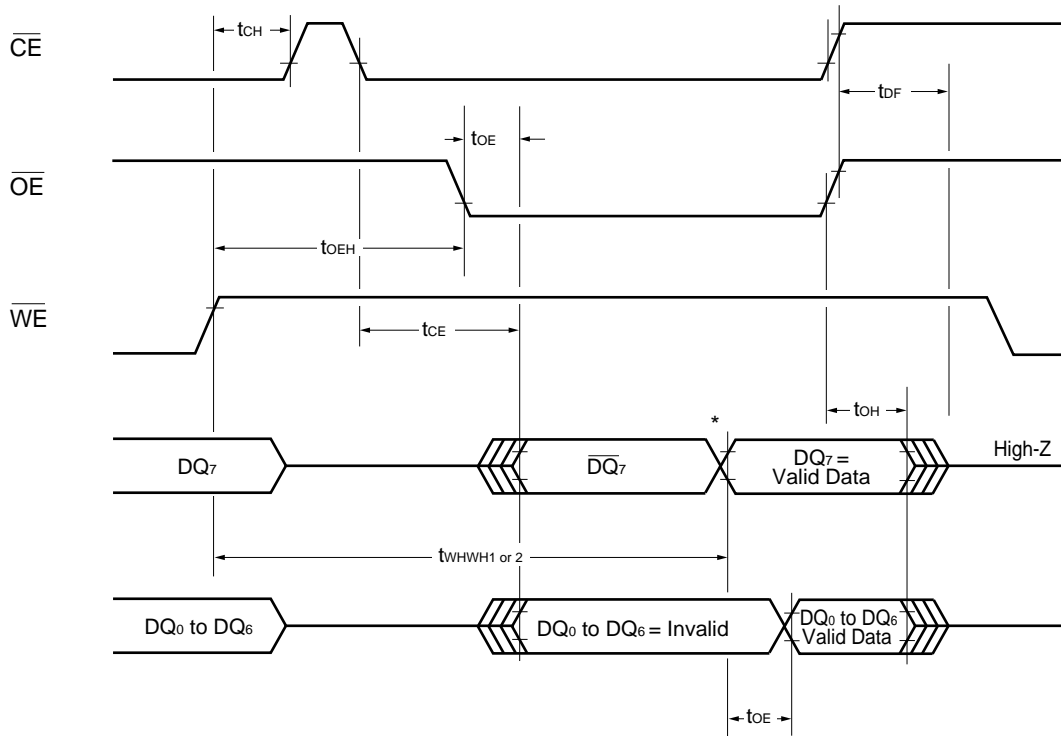 CE
tCH
tDF
tOE
OE
tOEH
WE
tCE
tOH
*
High-Z
DQ7
DQ7
DQ7 =
Valid Data
tWHWH1 or 2
DQ0 to DQ6
DQ0 to DQ6 = Invalid
DQ0 to DQ6
Valid Data
tOE